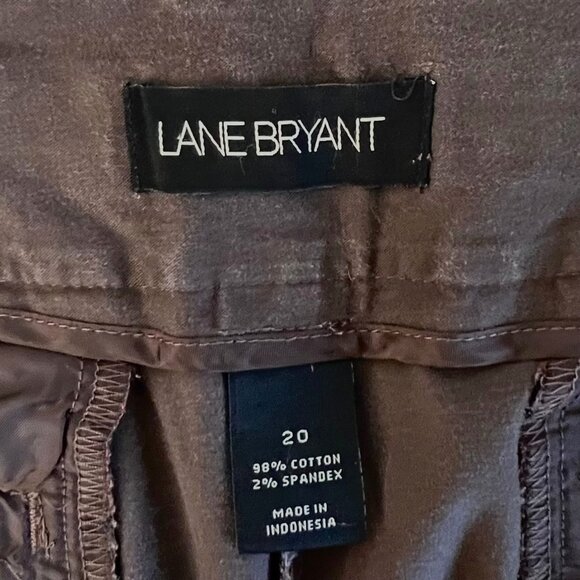 LANE BRYANT
20
98% COTTON
2% SPANDEX
MADE IN
INDONESIA